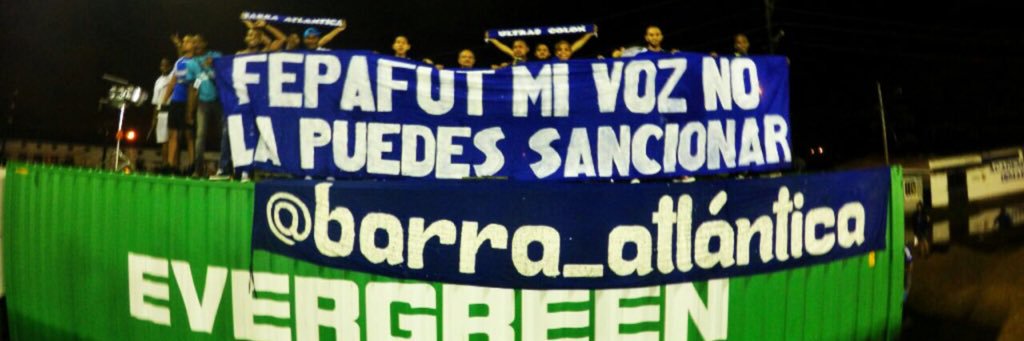 BARRA ATLANTICA
ULTRAS COLON
FEPAFUT MI VOZ NO
LA PUEDES SANCIONAR
@barra_atlántica
EVERGREEN